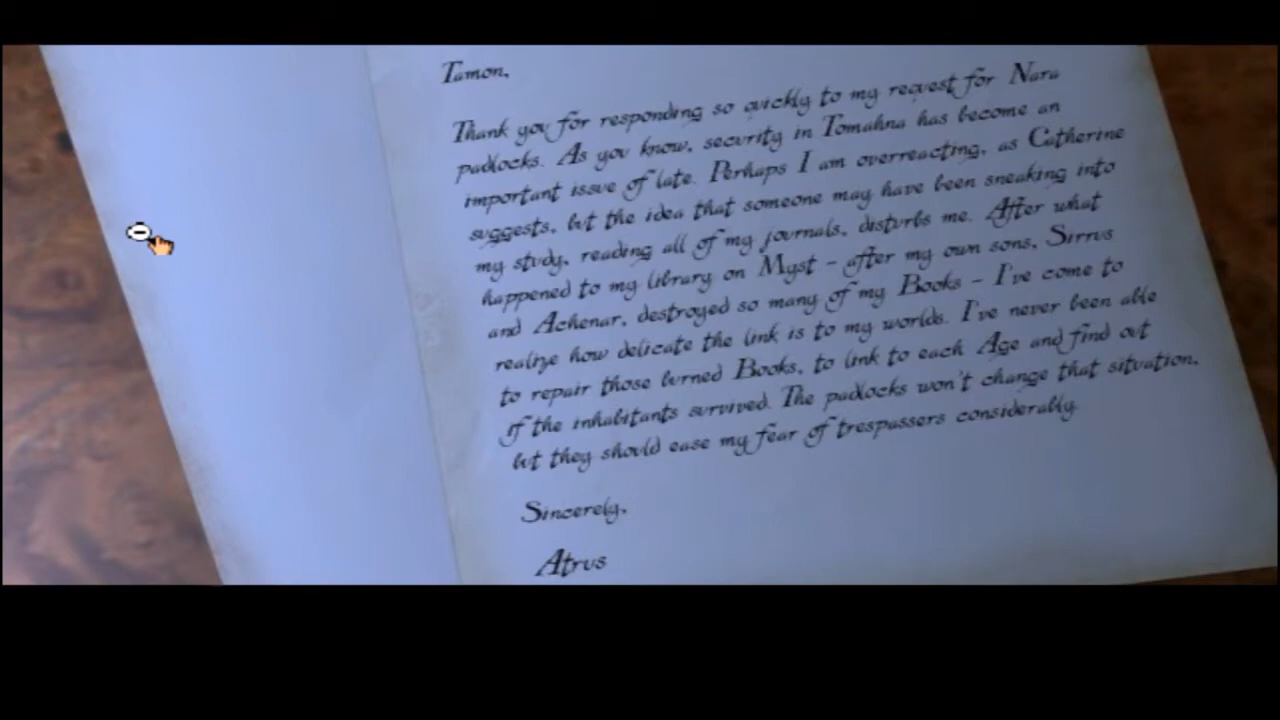 Tamon,
Thank you for responding so quickly to my request for Nara
padlocks. As you know, security in Tomahna has become an
important issue of late. Perhaps I am overreacting, as Catherine
suggests, but the idea that someone may have been sneaking into
my study, reading all of my journals, disturbs me. After what
happened to my library on Myst - after my own sons, Sirrus
and Achenar, destroyed so many of my Books - I've come to
realize how delicate the link is to my worlds. I've never been able
to repair those burned Books, to link to each Age and find out
if the inhabitants survived. The padlocks won't change that situation,
but they should ease my fear of trespassers considerably.
Sincerely,
Atrus